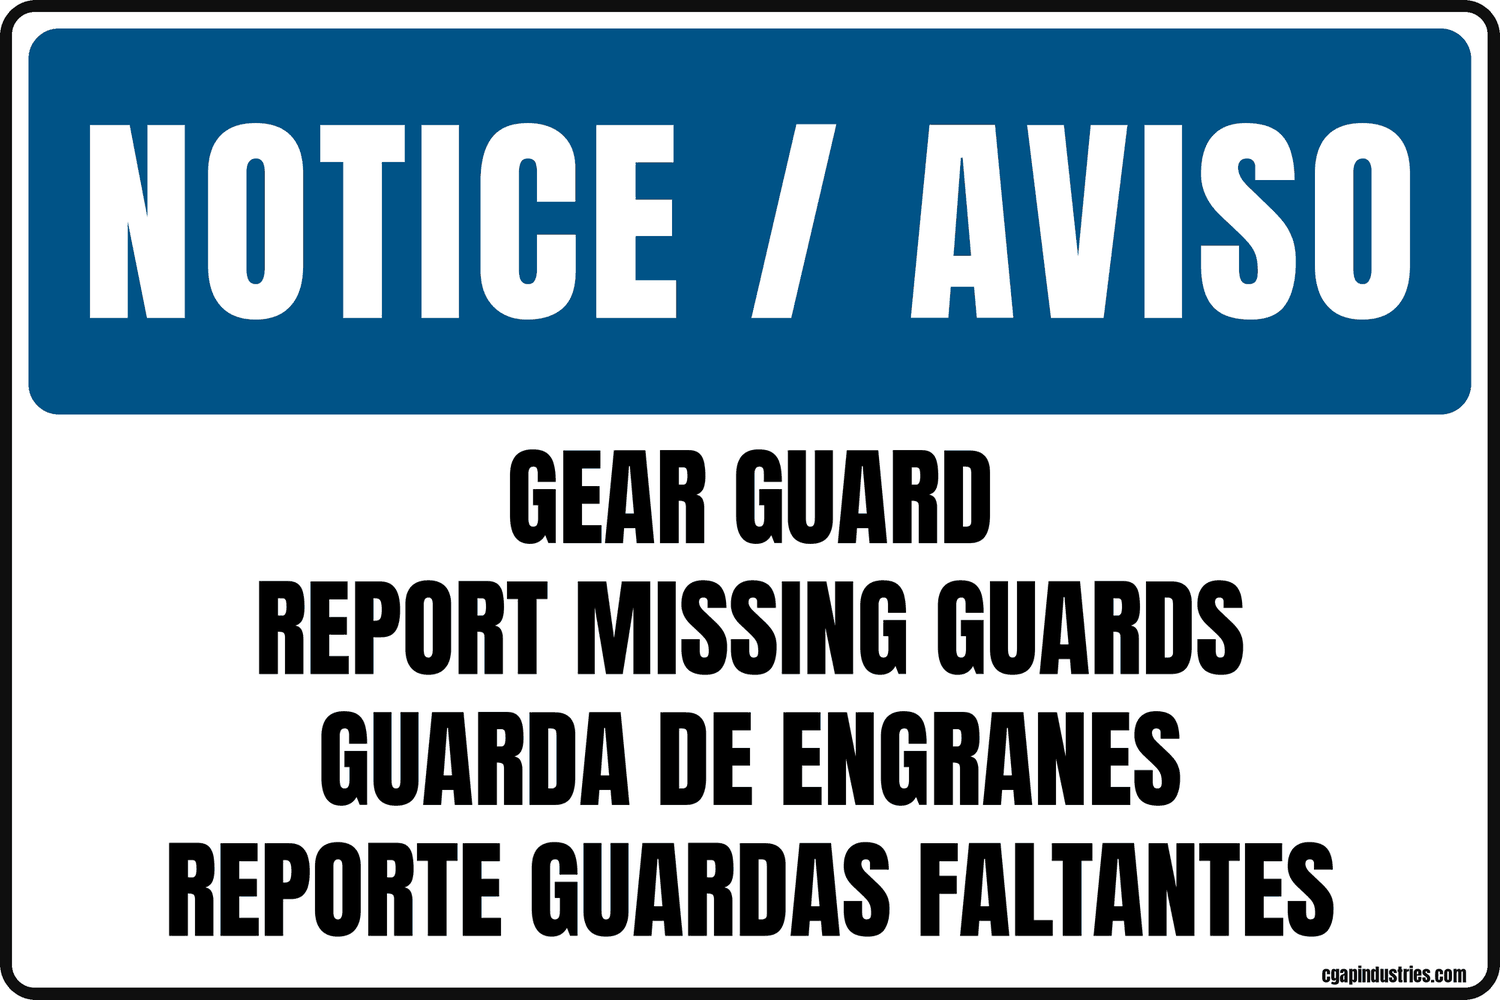 NOTICE / AVISO
GEAR GUARD
REPORT MISSING GUARDS
GUARDA DE ENGRANES
REPORTE GUARDAS FALTANTES
cgapindustries.com